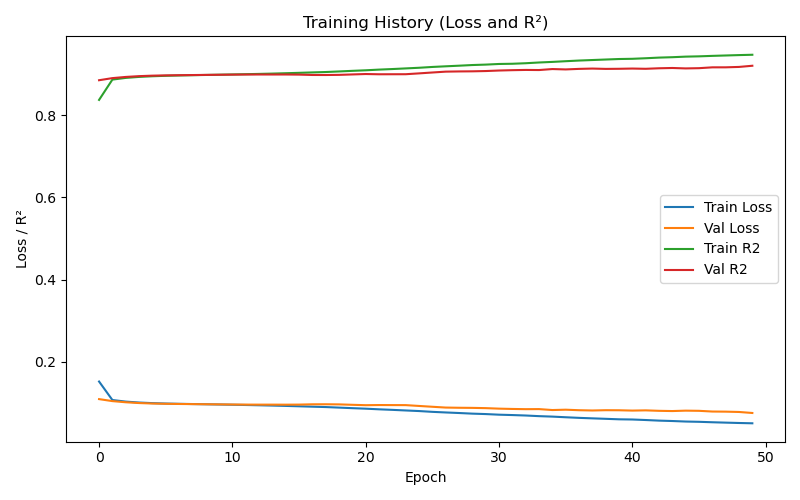 Training History (Loss and R²)
Loss / R²
0.8
0.6
0.4
0.2
Train Loss
Val Loss
Train R2
Val R2
0 10 20 30 40 50
Epoch